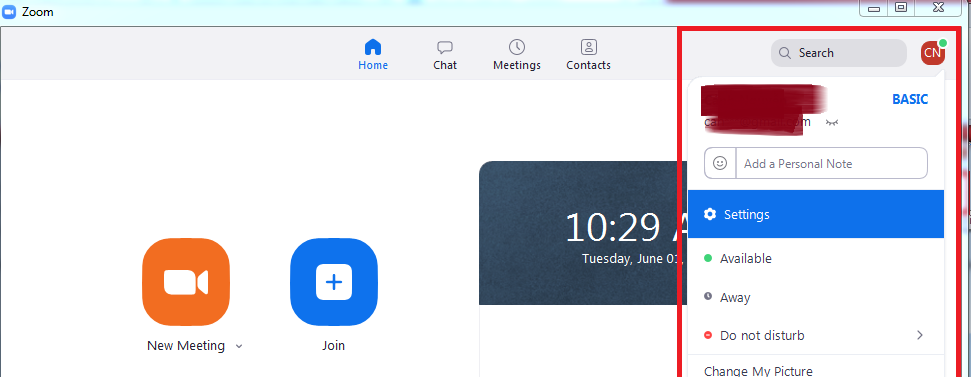 Zoom
Home
Chat
Meetings
Contacts
Search
CN
BASIC
Add a Personal Note
Settings
10:29
Tuesday, June 01,
Available
Away
New Meeting
Join
Do not disturb
Change My Picture